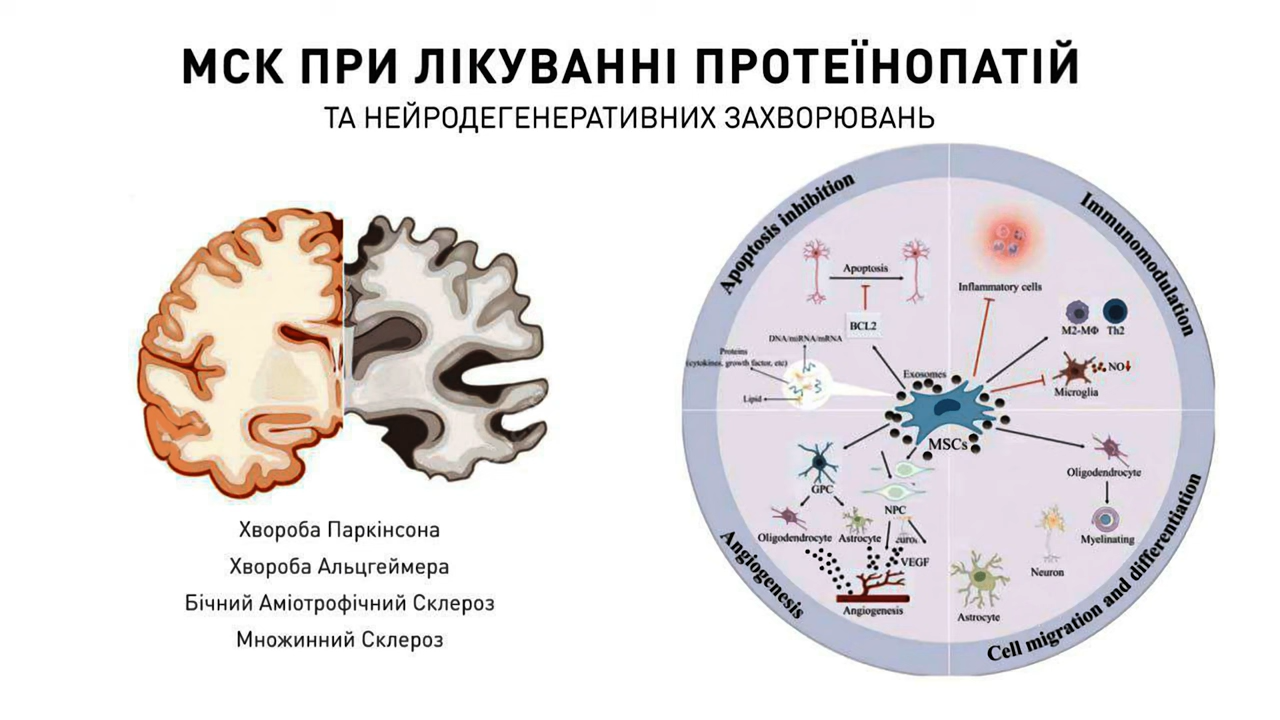 МСК ПРИ ЛІКУВАННІ ПРОТЕЇНОПАТІЙ
ТА НЕЙРОДЕГЕНЕРАТИВНИХ ЗАХВОРЮВАНЬ
Хвороба Паркінсона
Хвороба Альцгеймера
Бічний Аміотрофічний Склероз
Множинний Склероз
Apoptosis inhibition
Apoptosis
BCL2
DNA/miRNA/mRNA
Proteins
(cytokines, growth factor, etc)
Lipid
Exosomes
MSCs
Immunomodulation
Inflammatory cells
M2-MΦ
Th2
NO
Microglia
Angiogenesis
GPC
NPC
Oligodendrocyte
Astrocyte
VEGF
Angiogenesis
Cell migration and differentiation
Oligodendrocyte
Myelinating
Neuron
Astrocyte